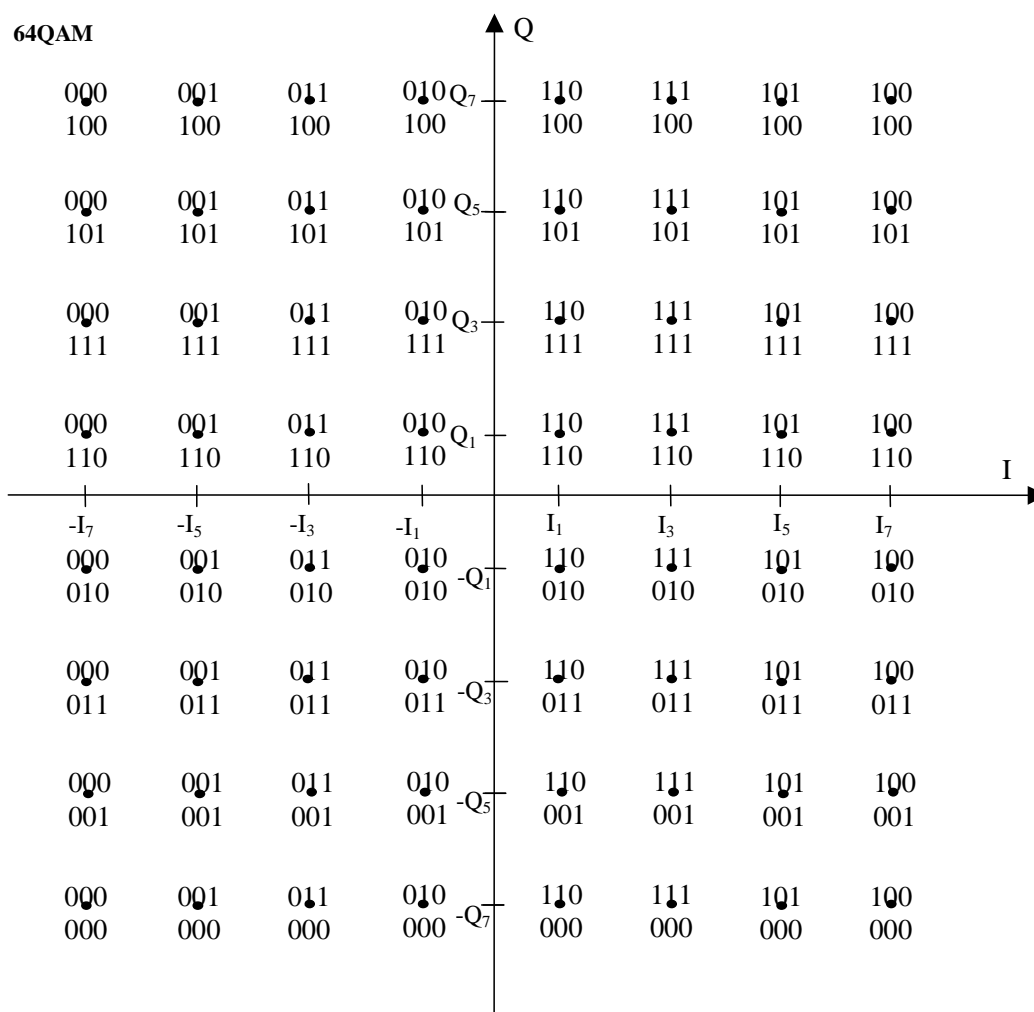 64QAM
Q
000 001 011 010 Q7 110 111 101 100
100 100 100 100 100 100 100 100
000 001 011 010 Q5 110 111 101 100
101 101 101 101 101 101 101 101
000 001 011 010 Q3 110 111 101 100
111 111 111 111 111 111 111 111
000 001 011 010 Q1 110 111 101 100
110 110 110 110 110 110 110 110
I
-I7 -I5 -I3 -I1 I1 I3 I5 I7
000 001 011 010 -Q1 110 111 101 100
010 010 010 010 010 010 010 010
000 001 011 010 -Q3 110 111 101 100
011 011 011 011 011 011 011 011
000 001 011 010 -Q5 110 111 101 100
001 001 001 001 001 001 001 001
000 001 011 010 -Q7 110 111 101 100
000 000 000 000 000 000 000 000